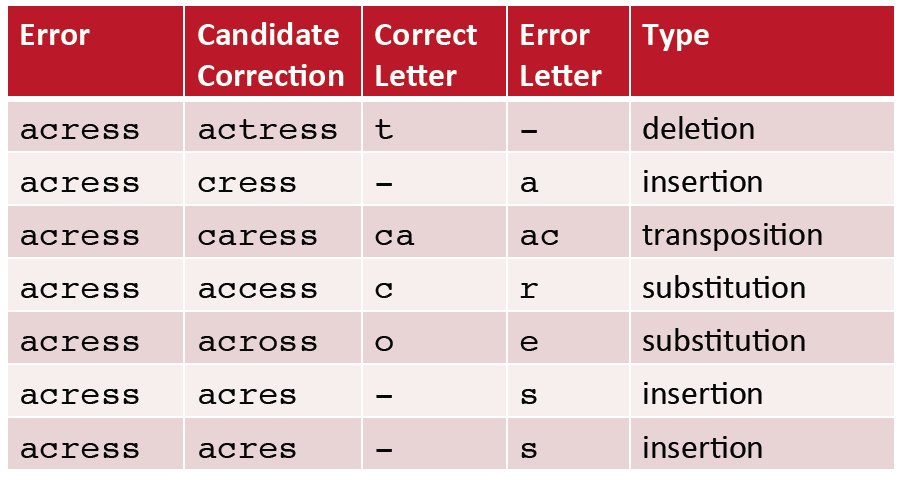 Error Candidate Correction Correct Letter Error Letter Type
acress actress t - deletion
acress cress - a insertion
acress caress ca ac transposition
acress access c r substitution
acress across o e substitution
acress acres - s insertion
acress acres - s insertion